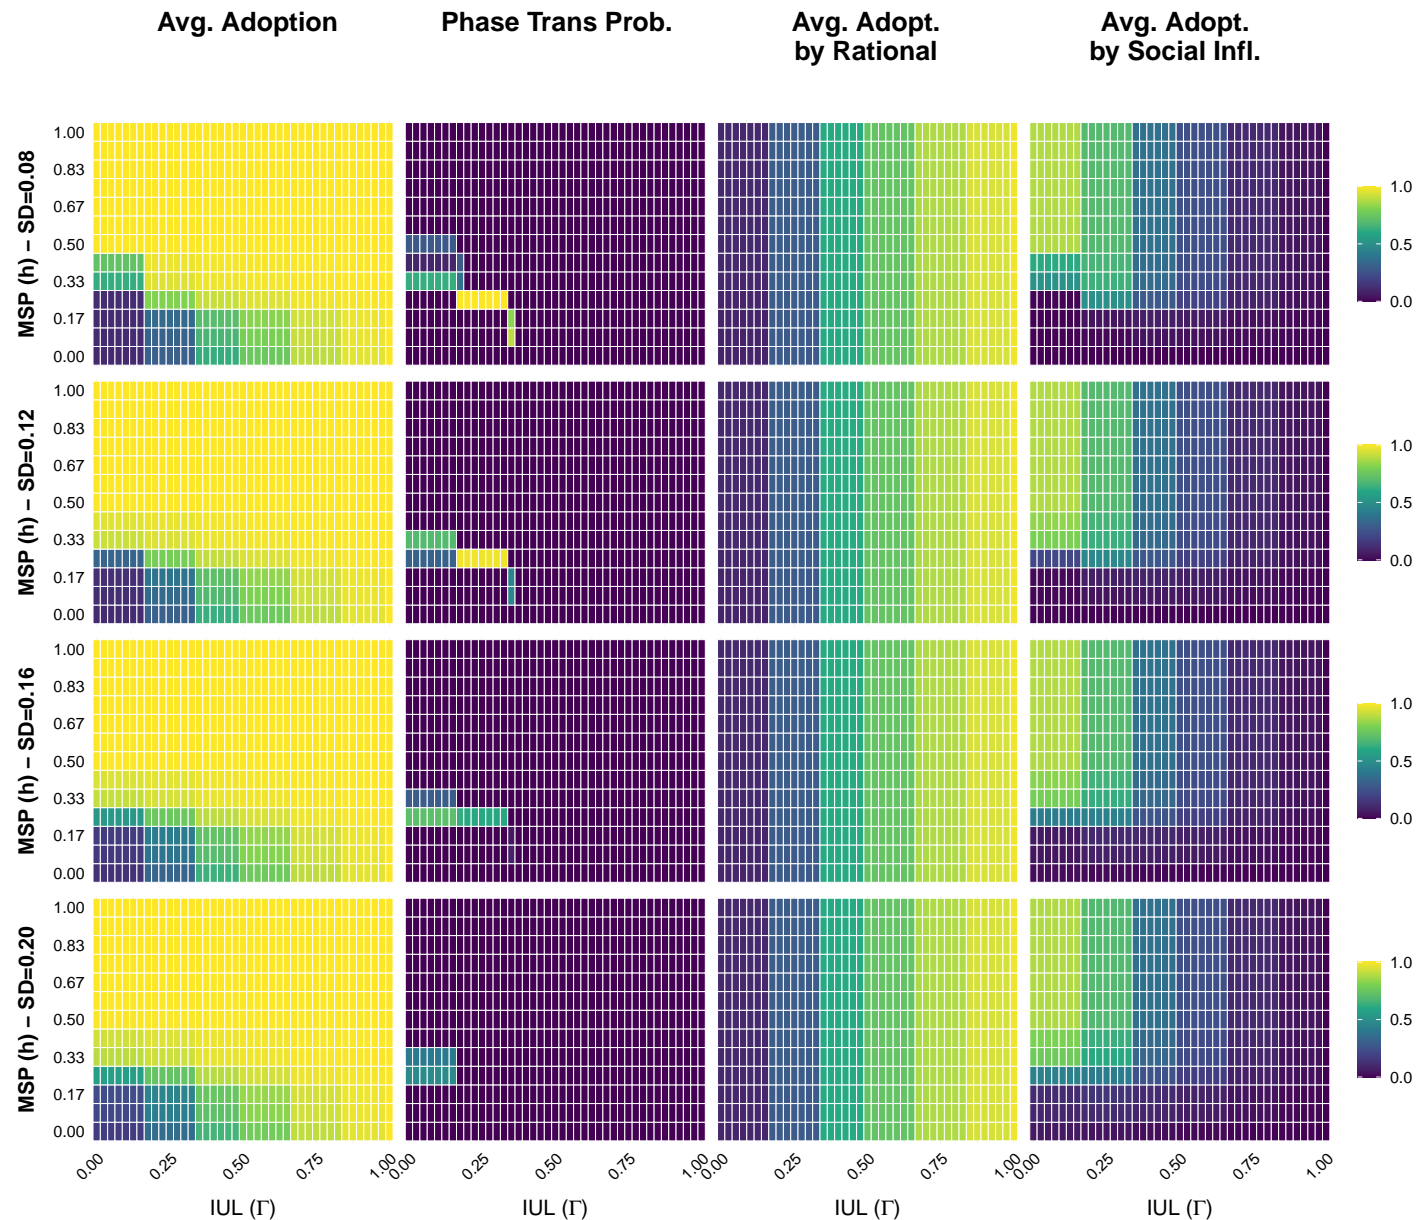 Avg. Adoption
Phase Trans Prob.
Avg. Adopt.
by Rational
Avg. Adopt.
by Social Infl.
MSP (h) − SD=0.08
1.00
0.83
0.67
0.50
0.33
0.17
0.00
1.0
0.5
0.0
MSP (h) − SD=0.12
1.00
0.83
0.67
0.50
0.33
0.17
0.00
1.0
0.5
0.0
MSP (h) − SD=0.16
1.00
0.83
0.67
0.50
0.33
0.17
0.00
1.0
0.5
0.0
MSP (h) − SD=0.20
1.00
0.83
0.67
0.50
0.33
0.17
0.00
1.0
0.5
0.0
0.00 0.25 0.50 0.75 1.00
0.00 0.25 0.50 0.75 1.00
0.00 0.25 0.50 0.75 1.00
0.00 0.25 0.50 0.75 1.00
IUL (Γ)
IUL (Γ)
IUL (Γ)
IUL (Γ)